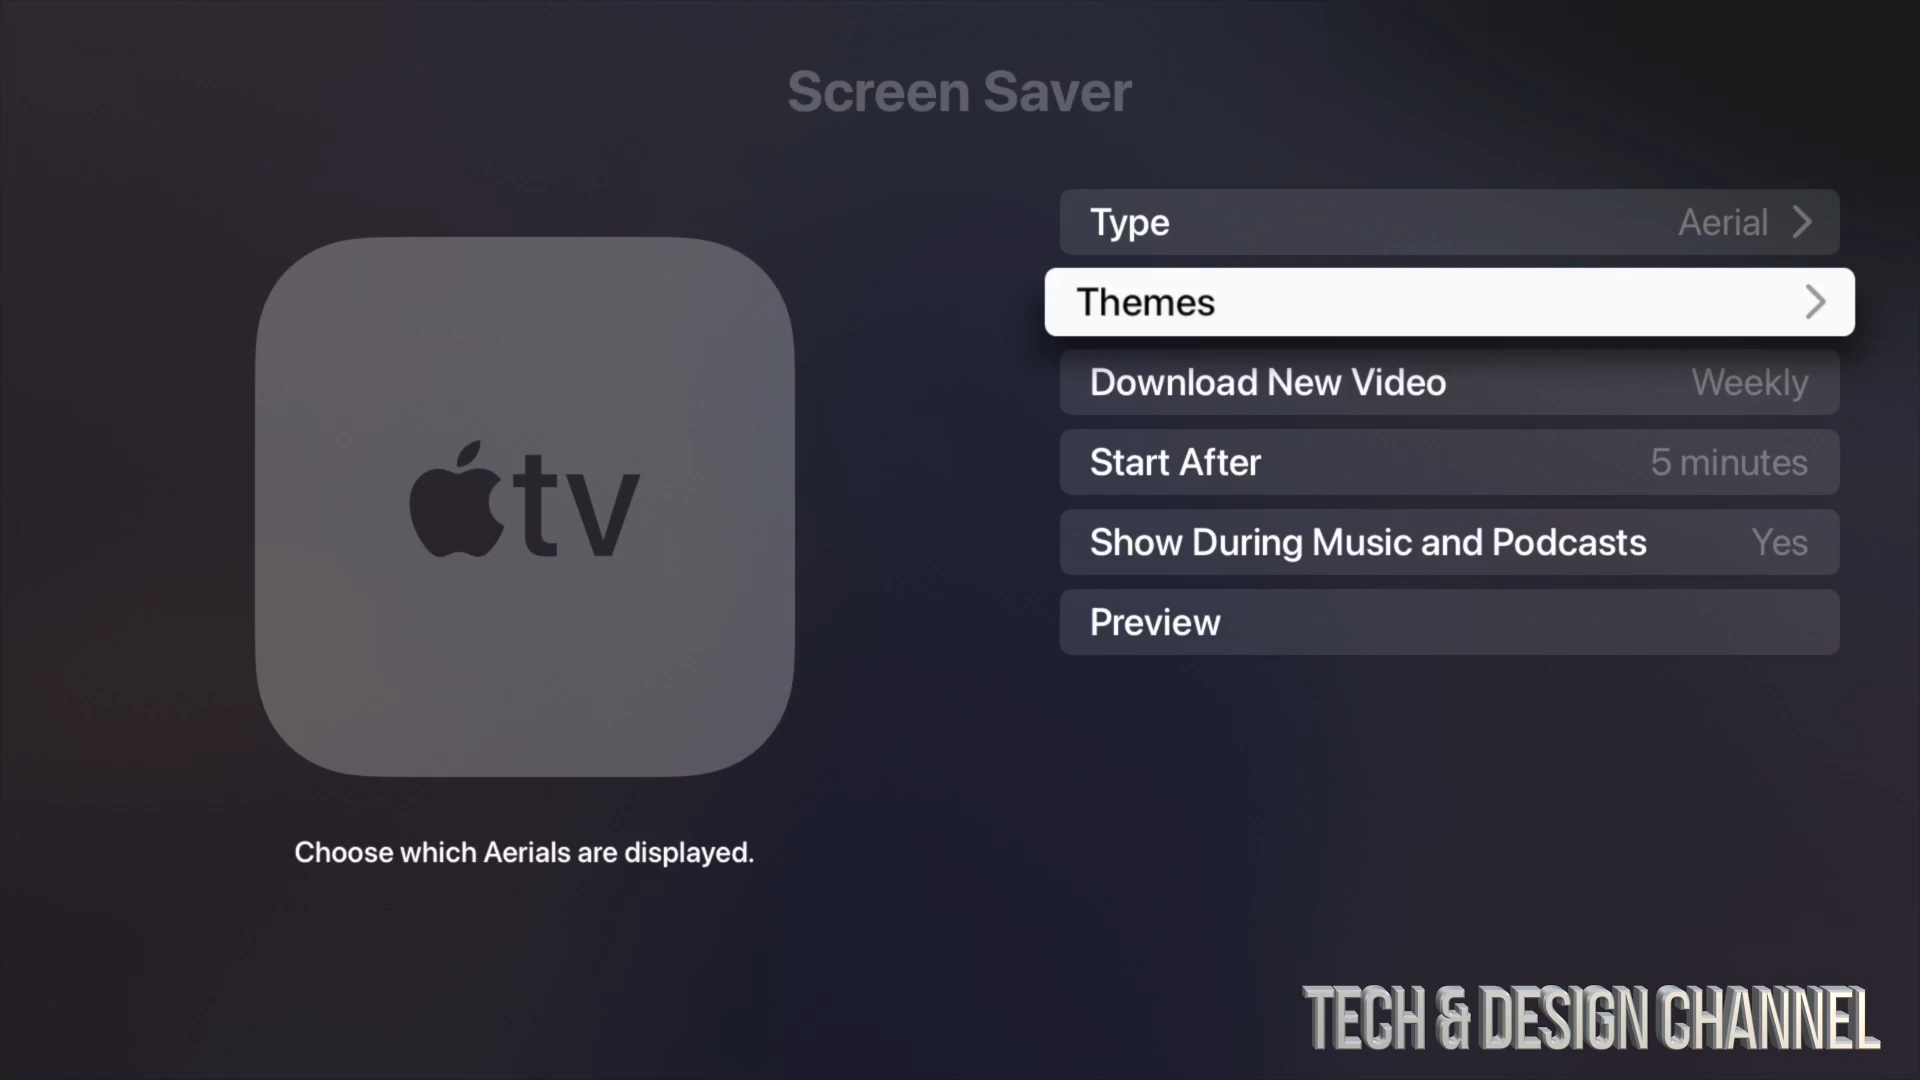 Screen Saver
Type Aerial
Themes
Download New Video Weekly
Start After 5 minutes
Show During Music and Podcasts Yes
Preview
tv
Choose which Aerials are displayed.
TECH & DESIGN CHANNEL